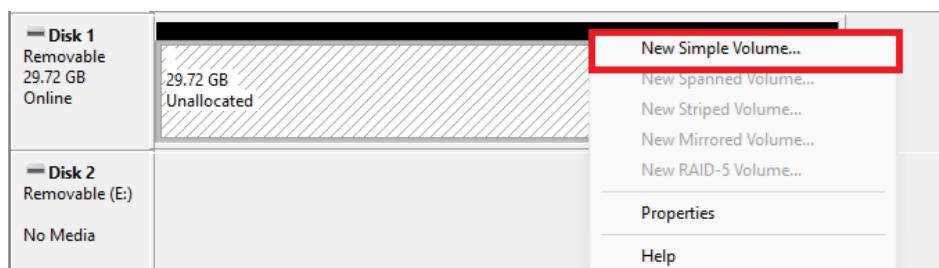 Disk 1
Removable
29.72 GB
Online
29.72 GB
Unallocated
New Simple Volume...
New Spanned Volume...
New Striped Volume...
New Mirrored Volume...
New RAID-5 Volume...
Properties
Help
Disk 2
Removable (E:)
No Media